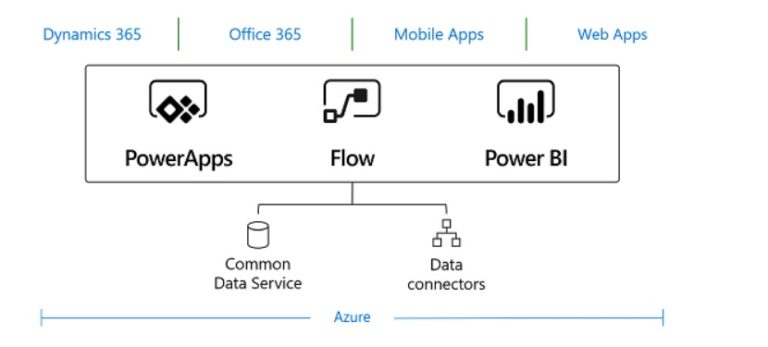 Dynamics 365
Office 365
Mobile Apps
Web Apps
PowerApps
Flow
Power BI
Common
Data Service
Data
connectors
Azure